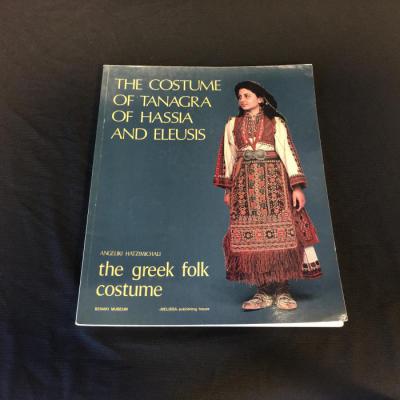 THE COSTUME
OF TANAGRA
OF HASSIA
AND ELEUSIS
ANGELIKI HATZIMICHALI
the greek folk
costume
BENAKI MUSEUM
MELISSA publishing house